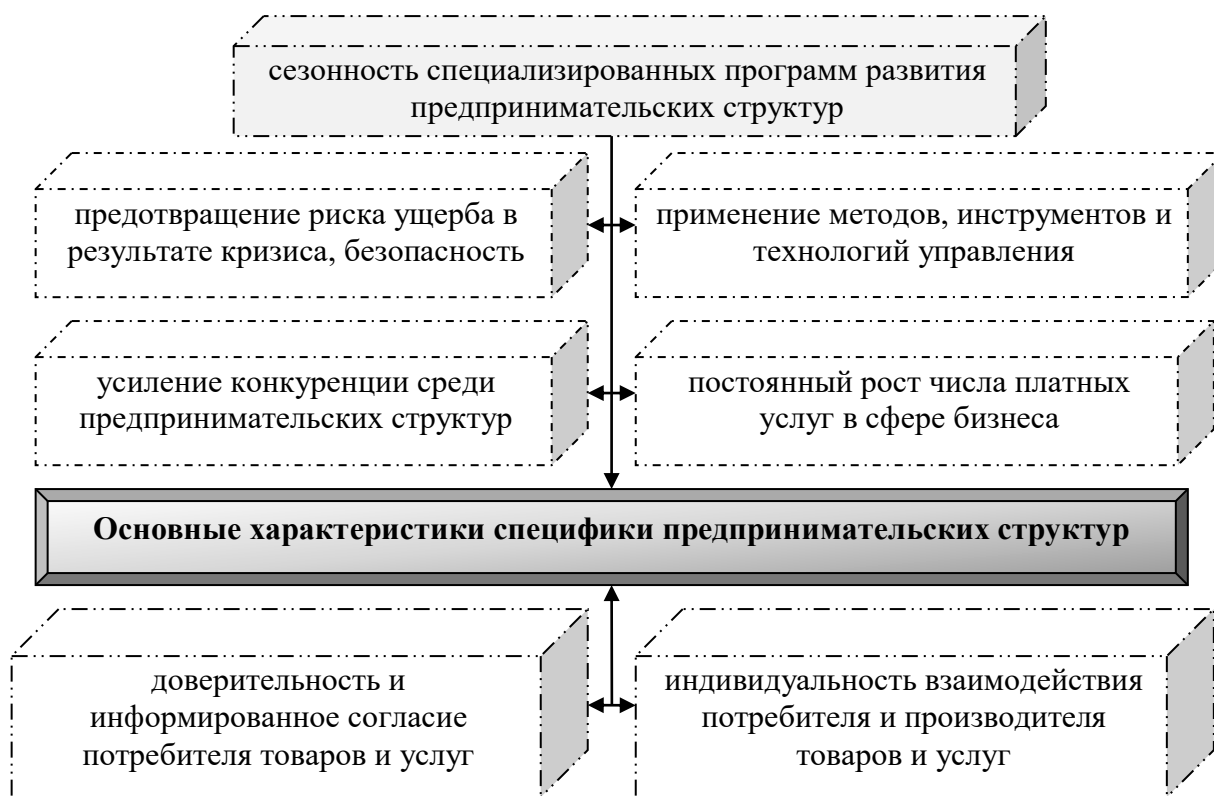 сезонность специализированных программ развития
предпринимательских структур
предотвращение риска ущерба в
результате кризиса, безопасность
применение методов, инструментов и
технологий управления
усиление конкуренции среди
предпринимательских структур
постоянный рост числа платных
услуг в сфере бизнеса
Основные характеристики специфики предпринимательских структур
доверительность и
информированное согласие
потребителя товаров и услуг
индивидуальность взаимодействия
потребителя и производителя
товаров и услуг